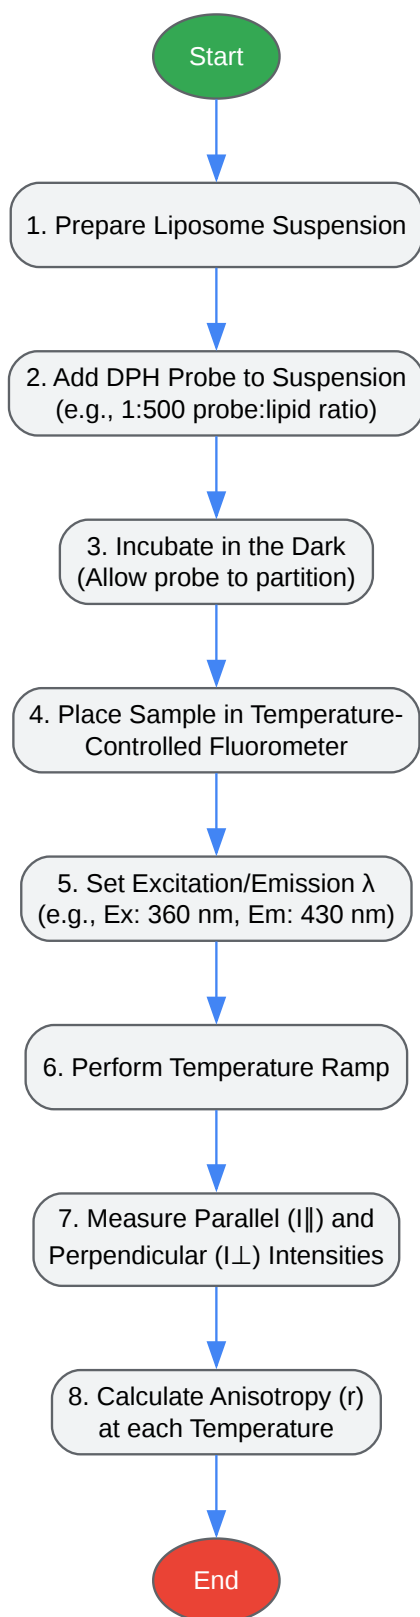 Start
1. Prepare Liposome Suspension
2. Add DPH Probe to Suspension
(e.g., 1:500 probe:lipid ratio)
3. Incubate in the Dark
(Allow probe to partition)
4. Place Sample in Temperature-
Controlled Fluorometer
5. Set Excitation/Emission λ
(e.g., Ex: 360 nm, Em: 430 nm)
6. Perform Temperature Ramp
7. Measure Parallel (I∥) and
Perpendicular (I⊥) Intensities
8. Calculate Anisotropy (r)
at each Temperature
End